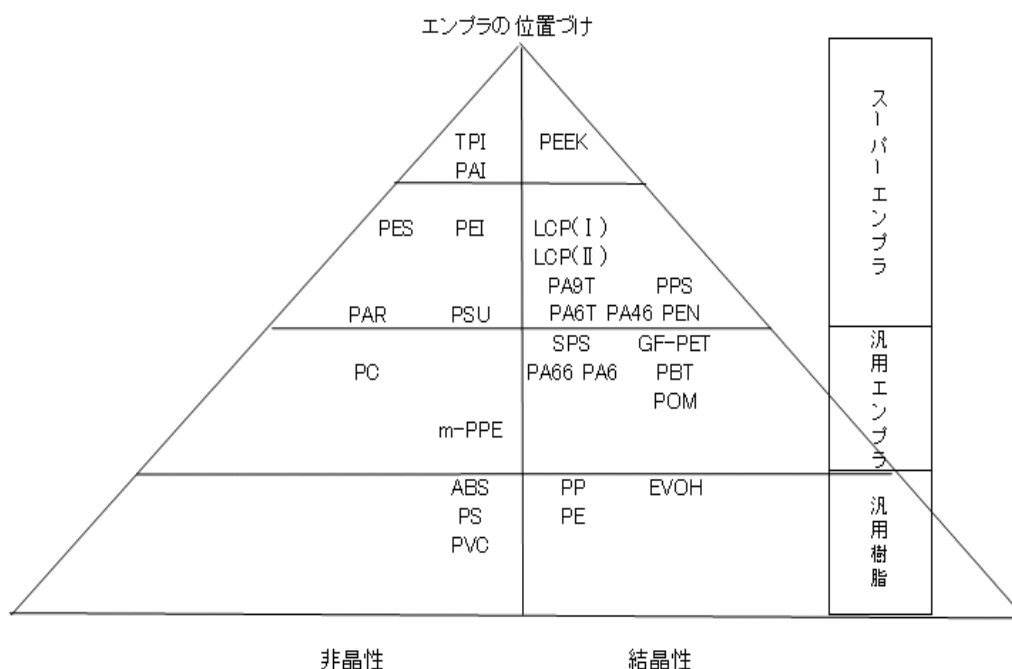 エンプラの位置づけ
TPI PEEK
PAI
PES PEI LCP(Ⅰ)
LCP(Ⅱ)
PA9T PPS
PAR PSU PA6T PA46 PEN
SPS GF-PET
PC PA66 PA6 PBT
POM
m-PPE
ABS PP EVOH
PS PE
PVC
非晶性 結晶性
スーパーエンプラ
汎用エンプラ
汎用樹脂